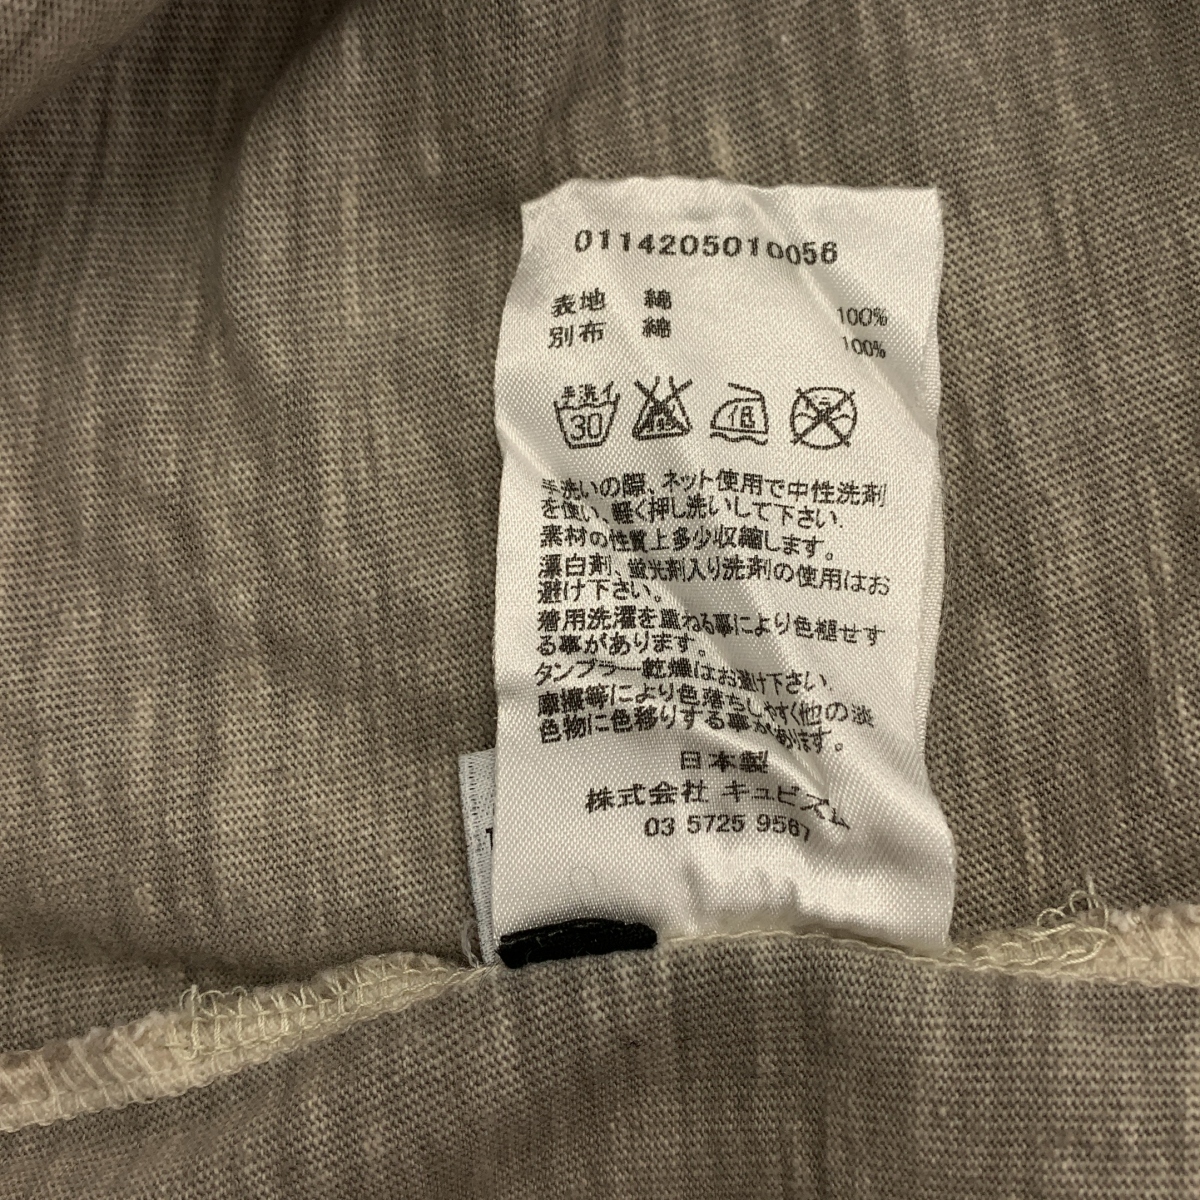 0114205010056
表地 綿 100%
別布 綿 100%
手洗イ 30 エンソサラシ 低
手洗いの際、ネット使用で中性洗剤
を使い、軽く押し洗いして下さい.
素材の性質上多少収縮します。
漂白剤、蛍光剤入り洗剤の使用はお
避け下さい。
着用洗濯を重ねる事により色褪せす
る事があります。
タンブラー乾燥はお避け下さい.
摩擦等により色落ちしやすく他の淡
色物に色移りする事があります。
日本製
株式会社 キュビズム
03 5725 9567